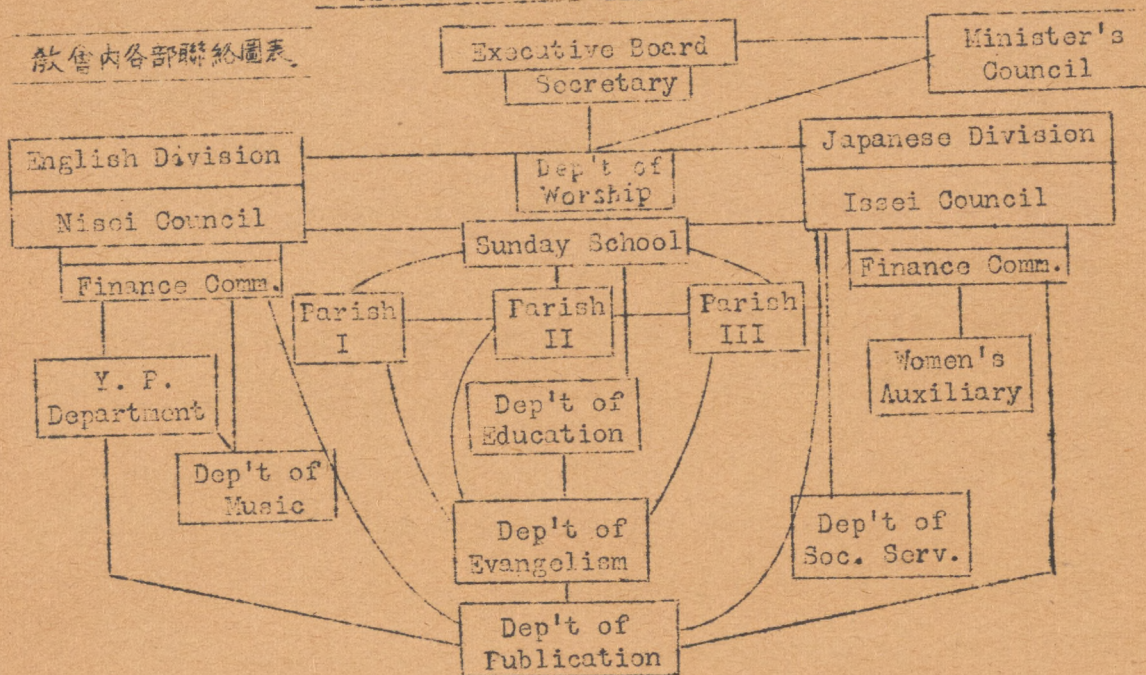 教會内各部聯絡圖表
Executive Board
Secretary
Minister's
Council
English Division
Nisei Council
Finance Comm.
Dep't of
Worship
Japanese Division
Issei Council
Finance Comm.
Sunday School
Parish
I
Parish
II
Parish
III
Y. P.
Department
Women's
Auxiliary
Dep't of
Education
Dep't of
Music
Dep't of
Evangelism
Dep't of
Soc. Serv.
Dep't of
Publication